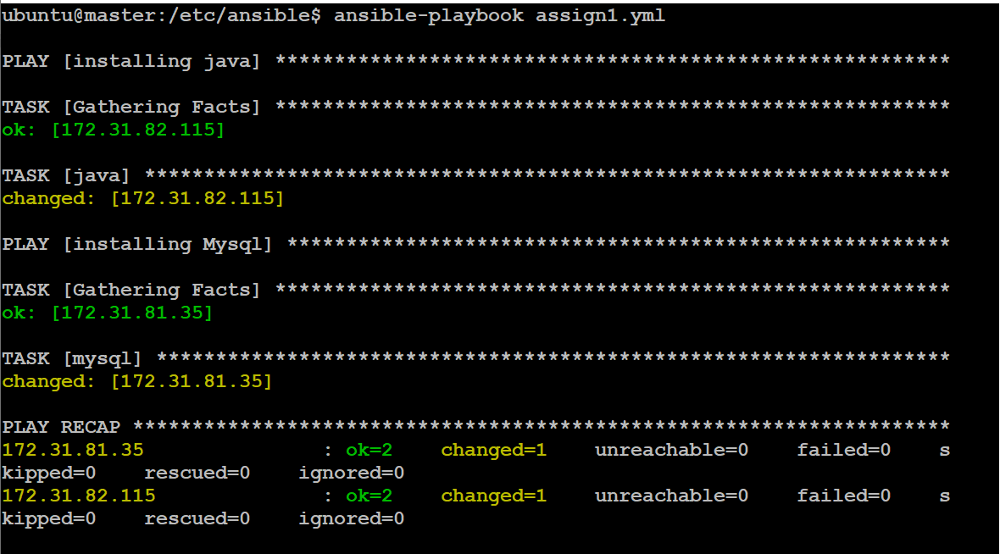 ubuntu@master:/etc/ansible$ ansible-playbook assign1.yml
PLAY [installing java] *********************************************************
TASK [Gathering Facts] *********************************************************
ok: [172.31.82.115]
TASK [java] ********************************************************************
changed: [172.31.82.115]
PLAY [installing Mysql] ********************************************************
TASK [Gathering Facts] *********************************************************
ok: [172.31.81.35]
TASK [mysql] *******************************************************************
changed: [172.31.81.35]
PLAY RECAP *********************************************************************
172.31.81.35               : ok=2    changed=1    unreachable=0    failed=0    s
kipped=0    rescued=0    ignored=0
172.31.82.115              : ok=2    changed=1    unreachable=0    failed=0    s
kipped=0    rescued=0    ignored=0